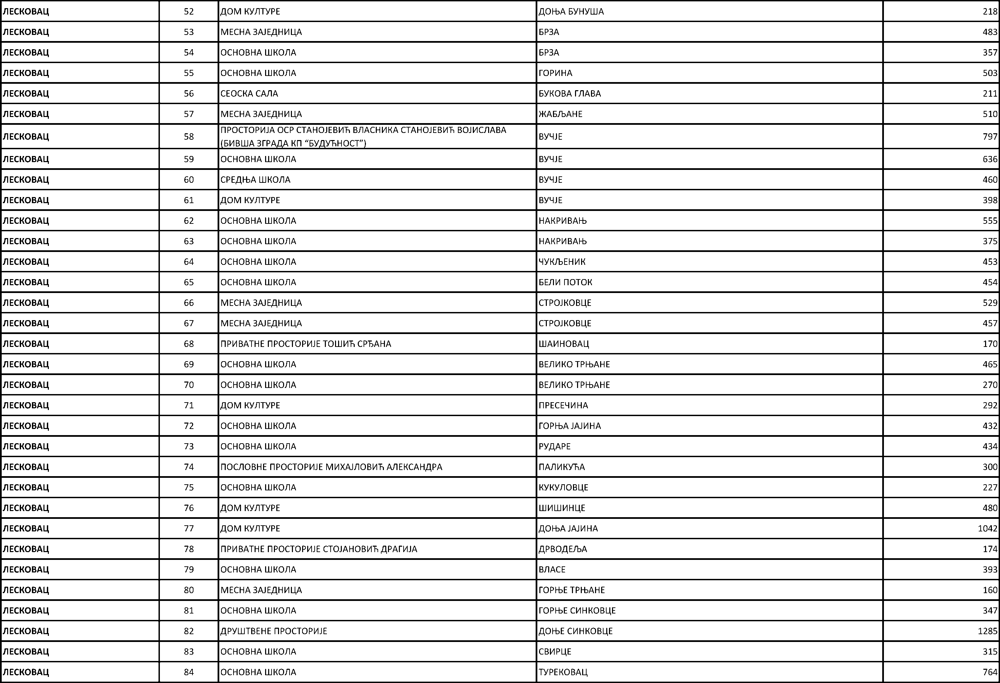 ЛЕСКОВАЦ 52 ДОМ КУЛТУРЕ ДОЊА БУНУША 218
ЛЕСКОВАЦ 53 МЕСНА ЗАЈЕДНИЦА БРЗА 483
ЛЕСКОВАЦ 54 ОСНОВНА ШКОЛА БРЗА 357
ЛЕСКОВАЦ 55 ОСНОВНА ШКОЛА ГОРИНА 503
ЛЕСКОВАЦ 56 СЕОСКА САЛА БУКОВА ГЛАВА 211
ЛЕСКОВАЦ 57 МЕСНА ЗАЈЕДНИЦА ЖАБЉАНЕ 510
ЛЕСКОВАЦ 58 ПРОСТОРИЈА ОСР СТАНОЈЕВИЋ ВЛАСНИКА СТАНОЈЕВИЋ ВОЈИСЛАВА
(БИВША ЗГРАДА КП “БУДУЋНОСТ”) ВУЧЈЕ 797
ЛЕСКОВАЦ 59 ОСНОВНА ШКОЛА ВУЧЈЕ 636
ЛЕСКОВАЦ 60 СРЕДЊА ШКОЛА ВУЧЈЕ 460
ЛЕСКОВАЦ 61 ДОМ КУЛТУРЕ ВУЧЈЕ 398
ЛЕСКОВАЦ 62 ОСНОВНА ШКОЛА НАКРИВАЊ 555
ЛЕСКОВАЦ 63 ОСНОВНА ШКОЛА НАКРИВАЊ 375
ЛЕСКОВАЦ 64 ОСНОВНА ШКОЛА ЧУКЉЕНИК 453
ЛЕСКОВАЦ 65 ОСНОВНА ШКОЛА БЕЛИ ПОТОК 454
ЛЕСКОВАЦ 66 МЕСНА ЗАЈЕДНИЦА СТРОЈКОВЦЕ 529
ЛЕСКОВАЦ 67 МЕСНА ЗАЈЕДНИЦА СТРОЈКОВЦЕ 457
ЛЕСКОВАЦ 68 ПРИВАТНЕ ПРОСТОРИЈЕ ТОШИЋ СРЂАНА ШАИНОВАЦ 170
ЛЕСКОВАЦ 69 ОСНОВНА ШКОЛА ВЕЛИКО ТРЊАНЕ 465
ЛЕСКОВАЦ 70 ОСНОВНА ШКОЛА ВЕЛИКО ТРЊАНЕ 270
ЛЕСКОВАЦ 71 ДОМ КУЛТУРЕ ПРЕСЕЧИНА 292
ЛЕСКОВАЦ 72 ОСНОВНА ШКОЛА ГОРЊА ЈАЈИНА 432
ЛЕСКОВАЦ 73 ОСНОВНА ШКОЛА РУДАРЕ 434
ЛЕСКОВАЦ 74 ПОСЛОВНЕ ПРОСТОРИЈЕ МИХАЈЛОВИЋ АЛЕКСАНДРА ПАЛИКУЋА 300
ЛЕСКОВАЦ 75 ОСНОВНА ШКОЛА КУКУЛОВЦЕ 227
ЛЕСКОВАЦ 76 ДОМ КУЛТУРЕ ШИШИНЦЕ 480
ЛЕСКОВАЦ 77 ДОМ КУЛТУРЕ ДОЊА ЈАЈИНА 1042
ЛЕСКОВАЦ 78 ПРИВАТНЕ ПРОСТОРИЈЕ СТОЈАНОВИЋ ДРАГИЈА ДРВОДЕЉА 174
ЛЕСКОВАЦ 79 ОСНОВНА ШКОЛА ВЛАСЕ 393
ЛЕСКОВАЦ 80 МЕСНА ЗАЈЕДНИЦА ГОРЊЕ ТРЊАНЕ 160
ЛЕСКОВАЦ 81 ОСНОВНА ШКОЛА ГОРЊЕ СИНКОВЦЕ 347
ЛЕСКОВАЦ 82 ДРУШТВЕНЕ ПРОСТОРИЈЕ ДОЊЕ СИНКОВЦЕ 1285
ЛЕСКОВАЦ 83 ОСНОВНА ШКОЛА СВИРЦЕ 315
ЛЕСКОВАЦ 84 ОСНОВНА ШКОЛА ТУРЕКОВАЦ 764